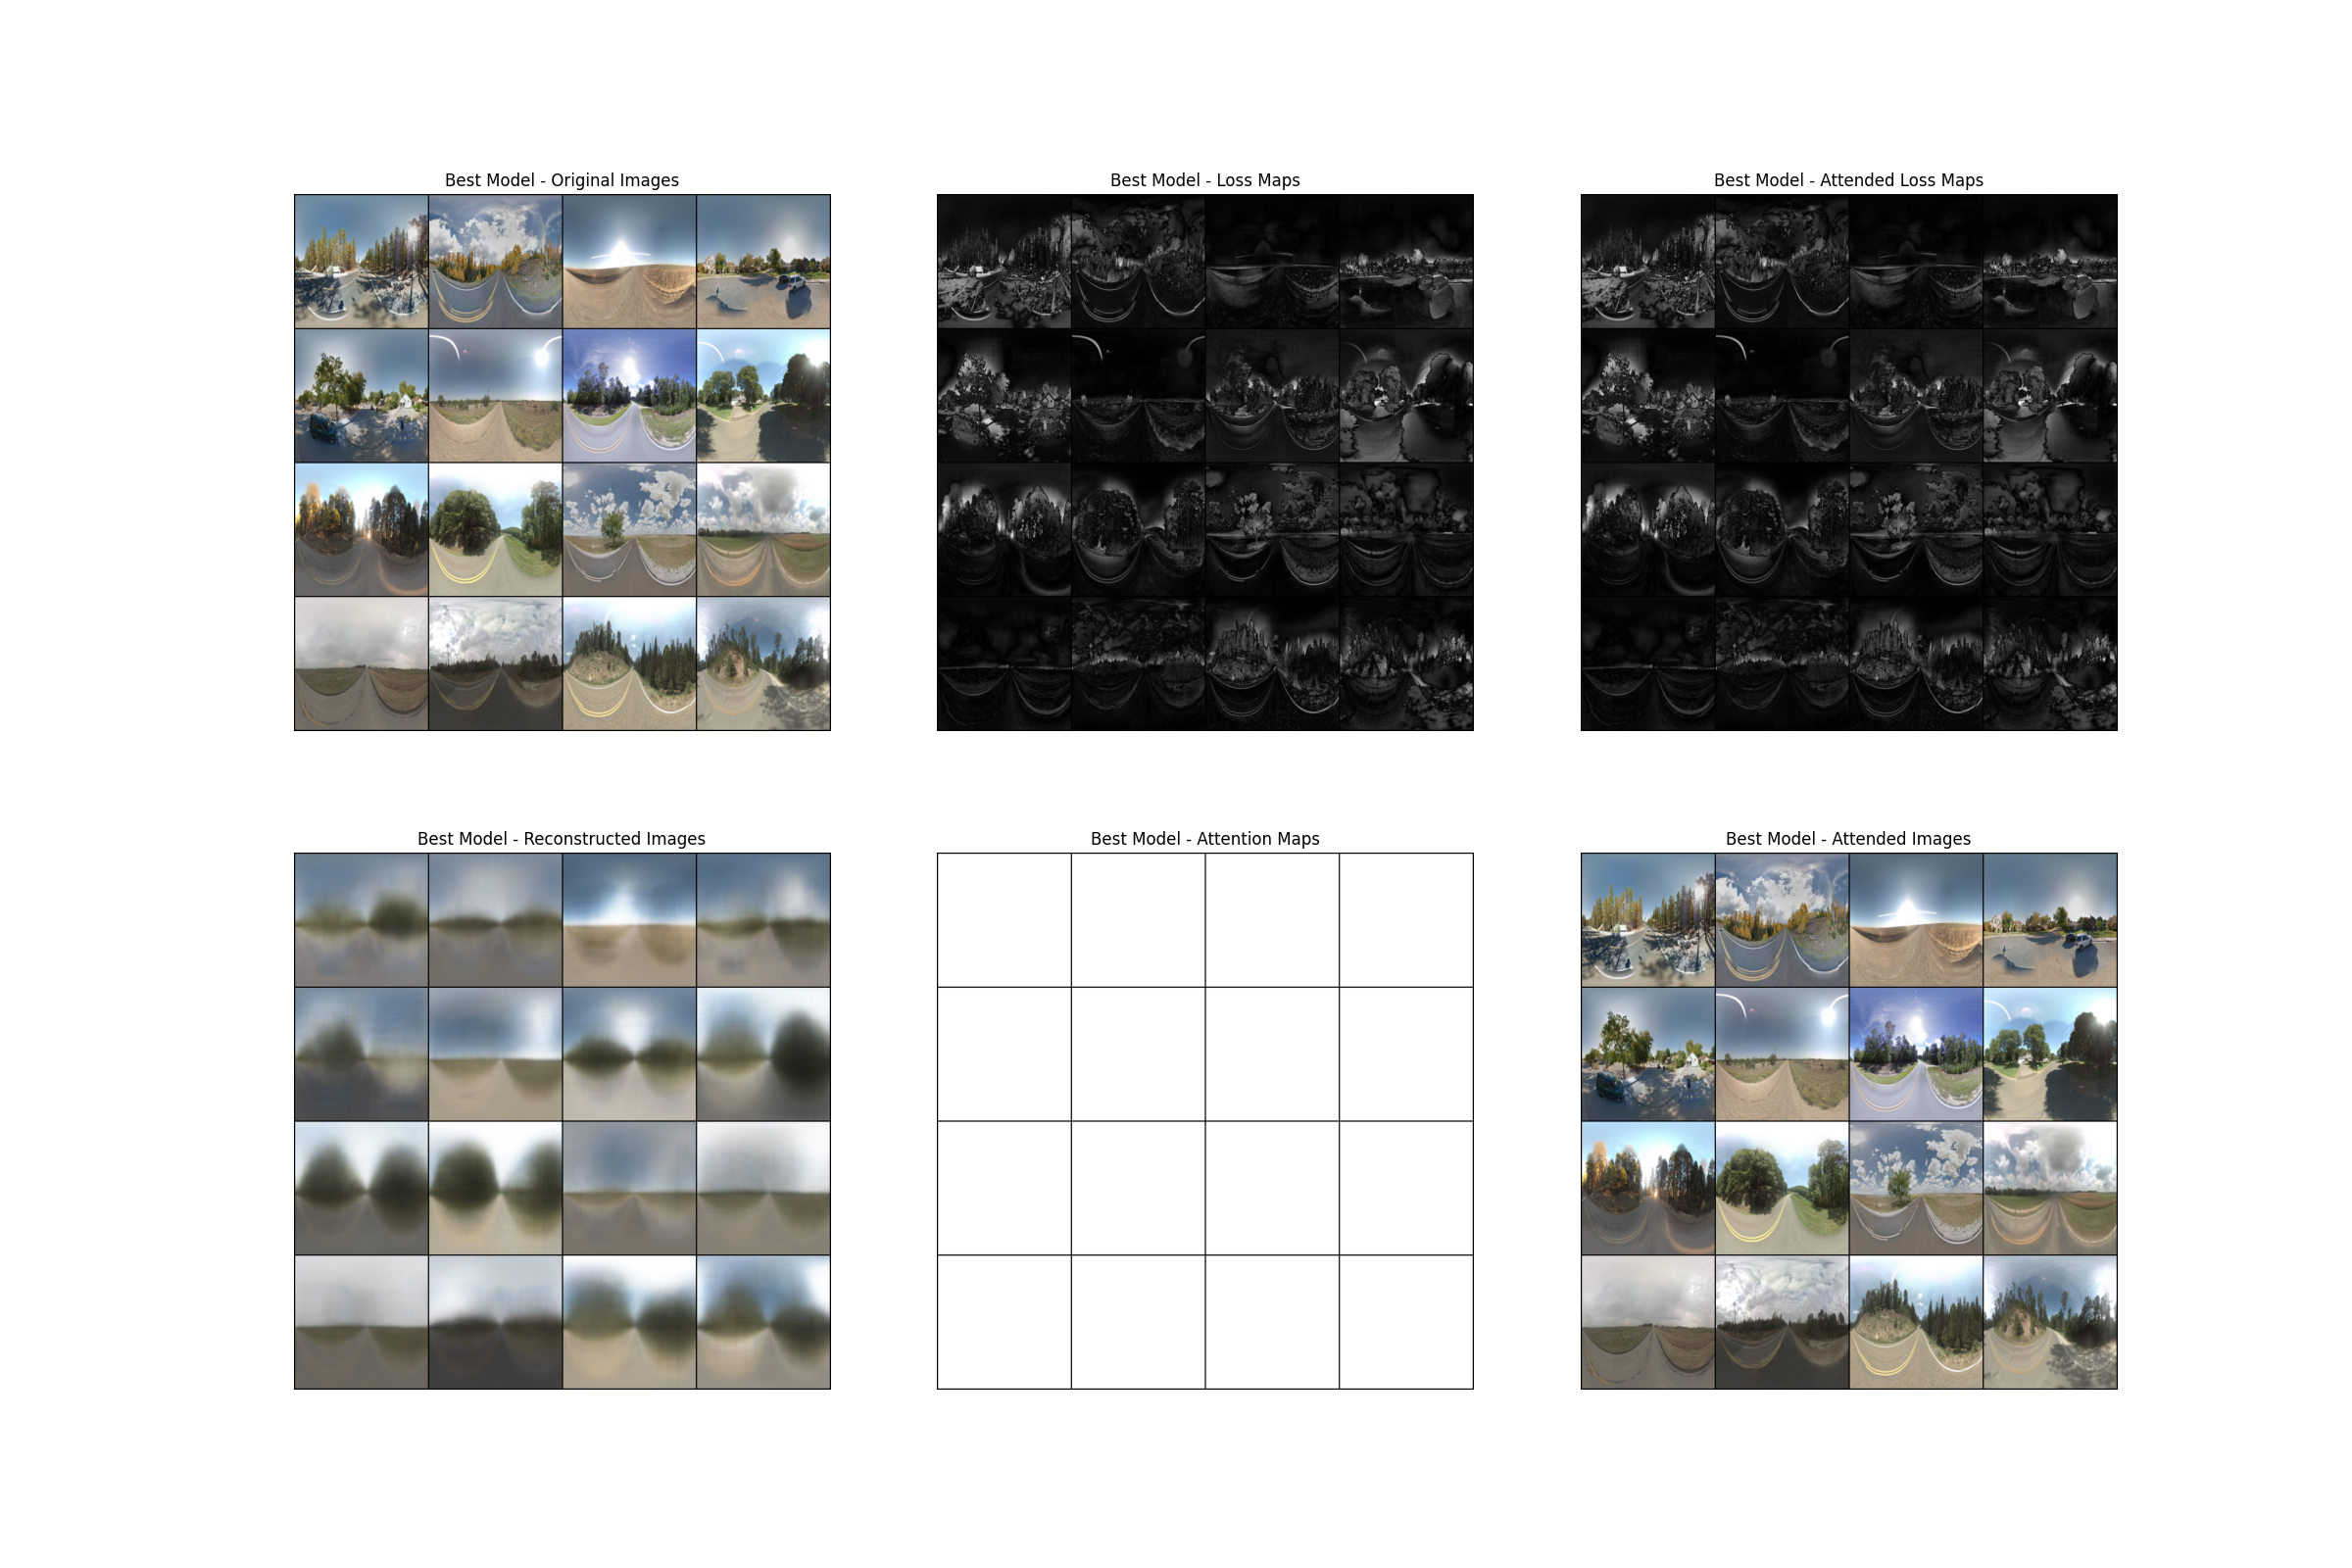 Best Model - Original Images
Best Model - Loss Maps
Best Model - Attended Loss Maps
Best Model - Reconstructed Images
Best Model - Attention Maps
Best Model - Attended Images